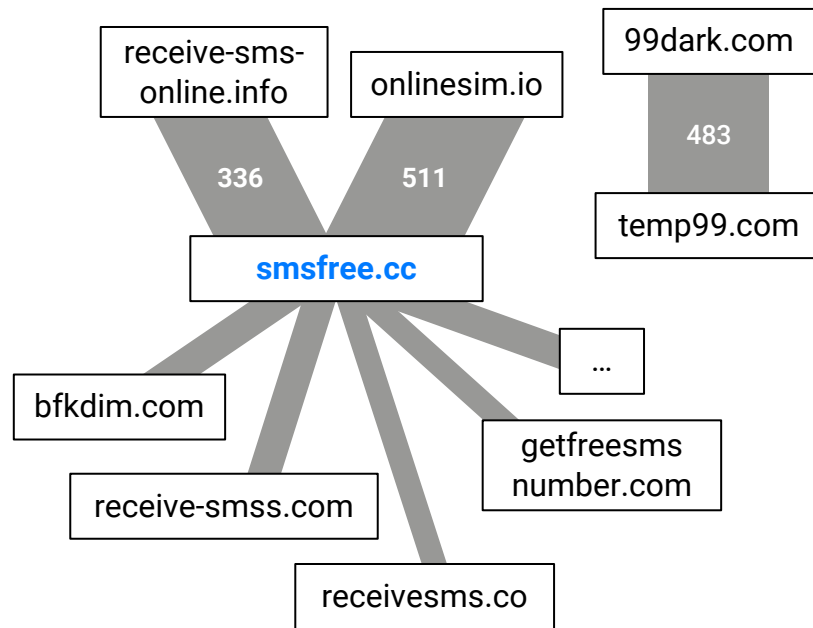 receive-sms-
online.info
onlinesim.io
99dark.com
336
511
483
smsfree.cc
temp99.com
...
bfkdim.com
getfreesms
number.com
receive-smss.com
receivesms.co